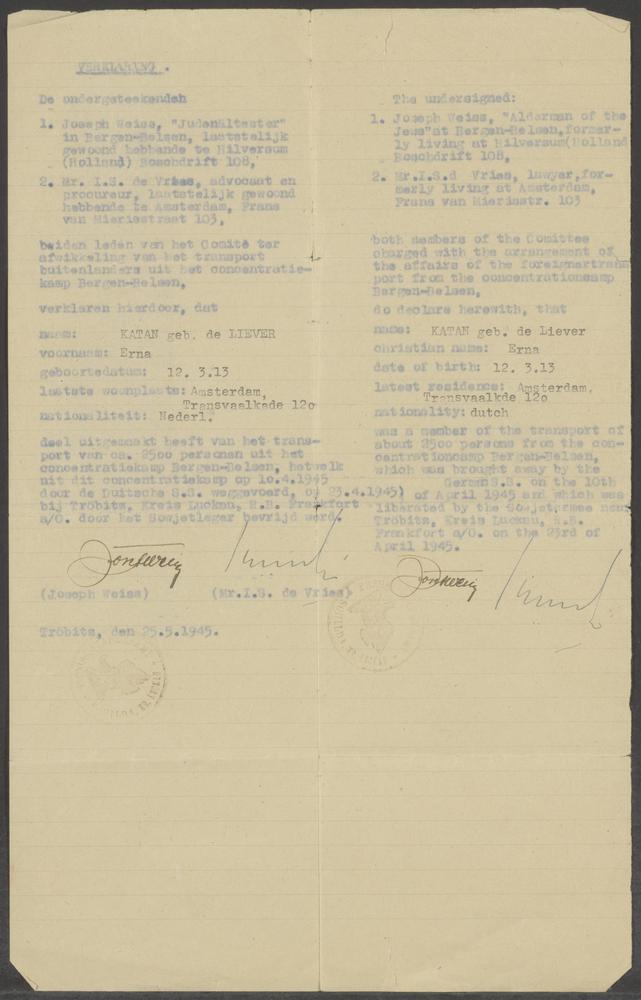 VERKLARING.
De ondergeteekenden
1. Joseph Weiss, "Judenältester"
in Bergen-Belsen, laatstelijk
gewoond hebbende te Hilversum
(Holland) Boschdrift 108,
2. Mr. I.S. de Vries, advocaat en
procureur, laatstelijk gewoond
hebbende te Amsterdam, Frans
van Mierisstraat 103,
beiden leden van het Comité ter
afwikkeling van het transport
buitenlanders uit het concentratie-
kamp Bergen-Belsen,
verklaren hierdoor, dat
naam: KATAN geb. de LIEVER
voornaam: Erna
geboortedatum: 12. 3.13
laatste woonplaats: Amsterdam,
Transvaalkade 12o
nationaliteit: Nederl.
deel uitgemaakt heeft van het trans-
port van ca. 25oo personen uit het
concentratiekamp Bergen-Belsen, hetwelk
uit dit concentratiekamp op 1o.4.1945
door de Duitsche S.S. weggevoerd, op 23.4.1945)
bij Tröbitz, Kreis Luckau, R.B. Frankfort
a/O. door het Sowjetleger bevrijd werd.
(Joseph Weiss) (Mr.I.S. de Vries)
Tröbitz, den 25.5.1945.
The undersigned:
1. Joseph Weiss, "Alderman of the
Jews"at Bergen-Belsen,former-
ly living at Hilversum(Holland
Boschdrift 108,
2. Mr.I.S.d Vries, lawyer,for-
merly living at Amsterdam,
Frans van Mierisstr. 103
both members of the Comittee
charged with the arrangement of
the affairs of the foreignertrans
port from the concentrationcamp
Bergen-Belsen,
do declare herewith, that
name: KATAN geb. de Liever
christian name: Erna
date of birth: 12. 3.13
latest residence: Amsterdam,
Transvaalkde 12o
nationality: dutch
was a member of the transport of
about 25oo persons from the con-
centrationcamp Bergen-Belsen,
which was brought away by the
German S.S. on the 10th
of April 1945 and which was
liberated by the Sowjetarmee near
Tröbitz, Kreis Luckau, R.B.
Frankfort a/O. on the 23rd of
April 1945.